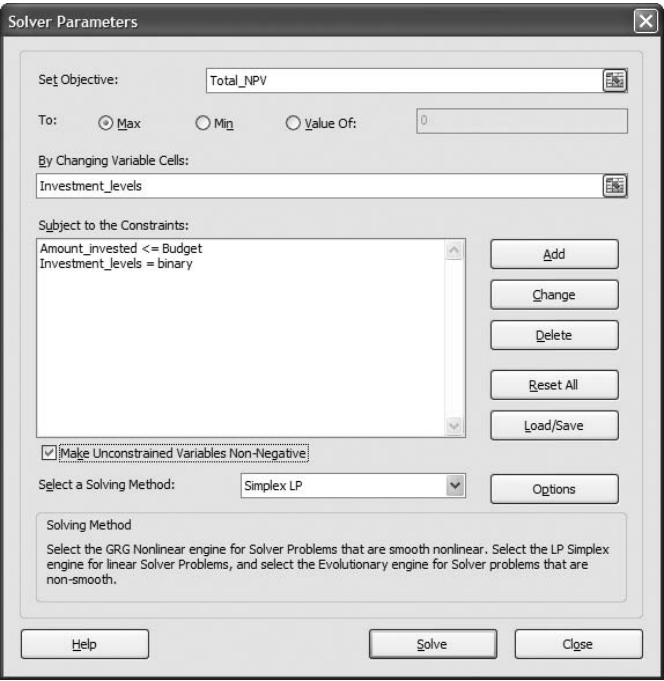 Solver Parameters
Set Objective:
Total_NPV
To:
Max
Min
Value Of:
0
By Changing Variable Cells:
Investment_levels
Subject to the Constraints:
Amount_invested <= Budget
Investment_levels = binary
Add
Change
Delete
Reset All
Load/Save
Make Unconstrained Variables Non-Negative
Select a Solving Method:
Simplex LP
Options
Solving Method
Select the GRG Nonlinear engine for Solver Problems that are smooth nonlinear. Select the LP Simplex
engine for linear Solver Problems, and select the Evolutionary engine for Solver problems that are
non-smooth.
Help
Solve
Close